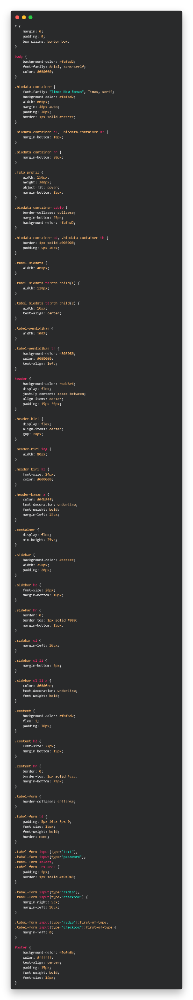 * {
    margin: 0;
    padding: 0;
    box-sizing: border-box;
}

body {
    background-color: #fafad2;
    font-family: Arial, sans-serif;
    color: #000000;
}

.biodata-container {
    font-family: "Times New Roman", Times, serif;
    background-color: #fafad2;
    width: 800px;
    margin: 40px auto;
    padding: 20px;
    border: 1px solid #cccccc;
}

.biodata-container h1, .biodata-container h2 {
    margin-bottom: 10px;
}

.biodata-container hr {
    margin-bottom: 20px;
}

.foto-profil {
    width: 150px;
    height: 200px;
    object-fit: cover;
    margin-bottom: 15px;
}

.biodata-container table {
    border-collapse: collapse;
    margin-bottom: 25px;
    background-color: #fafad2;
}

.biodata-container td, .biodata-container th {
    border: 1px solid #000000;
    padding: 5px 10px;
}

.tabel-biodata {
    width: 400px;
}

.tabel-biodata td:nth-child(1) {
    width: 120px;
}

.tabel-biodata td:nth-child(2) {
    width: 10px;
    text-align: center;
}

.tabel-pendidikan {
    width: 100%;
}

.tabel-pendidikan th {
    background-color: #808080;
    color: #000000;
    text-align: left;
}

header {
    background-color: #add8e6;
    display: flex;
    justify-content: space-between;
    align-items: center;
    padding: 15px 30px;
}

.header-kiri {
    display: flex;
    align-items: center;
    gap: 20px;
}

.header-kiri img {
    width: 80px;
}

.header-kiri h1 {
    font-size: 24px;
    color: #000000;
}

.header-kanan a {
    color: #04b8ff;
    text-decoration: underline;
    font-weight: bold;
    margin-left: 15px;
}

.container {
    display: flex;
    min-height: 75vh;
}

.sidebar {
    background-color: #cccccc;
    width: 250px;
    padding: 20px;
}

.sidebar h2 {
    font-size: 20px;
    margin-bottom: 10px;
}

.sidebar hr {
    border: 0;
    border-top: 1px solid #999;
    margin-bottom: 15px;
}

.sidebar ul {
    margin-left: 20px;
}

.sidebar ul li {
    margin-bottom: 5px;
}

.sidebar ul li a {
    color: #0000ee;
    text-decoration: underline;
    font-weight: bold;
}

.content {
    background-color: #fafad2;
    flex: 1;
    padding: 30px;
}

.content h2 {
    font-size: 22px;
    margin-bottom: 15px;
}

.content hr {
    border: 0;
    border-top: 1px solid #ccc;
    margin-bottom: 25px;
}

.tabel-form {
    border-collapse: collapse;
}

.tabel-form td {
    padding: 8px 10px 8px 0;
    font-size: 15px;
    font-weight: bold;
    border: none;
}

.tabel-form input[type="text"],
.tabel-form input[type="password"],
.tabel-form select,
.tabel-form textarea {
    padding: 4px;
    border: 1px solid #a9a9a9;
}

.tabel-form input[type="radio"],
.tabel-form input[type="checkbox"] {
    margin-right: 5px;
    margin-left: 10px;
}

.tabel-form input[type="radio"]:first-of-type,
.tabel-form input[type="checkbox"]:first-of-type {
    margin-left: 0;
}

footer {
    background-color: #0a0a6e;
    color: #ffffff;
    text-align: center;
    padding: 15px;
    font-weight: bold;
    font-size: 14px;
}